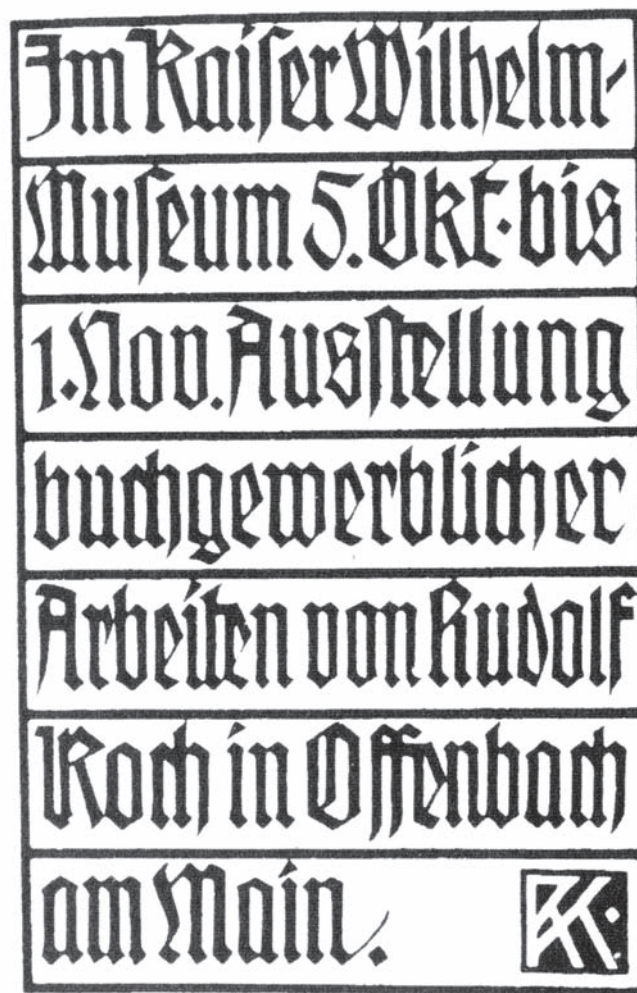 Im Kaiſer Wilhelm-
Muſeum 5. Okt. bis
1. Nov. Ausſtellung
buchgewerblicher
Arbeiten von Rudolf
Koch in Offenbach
am Main.
RK.